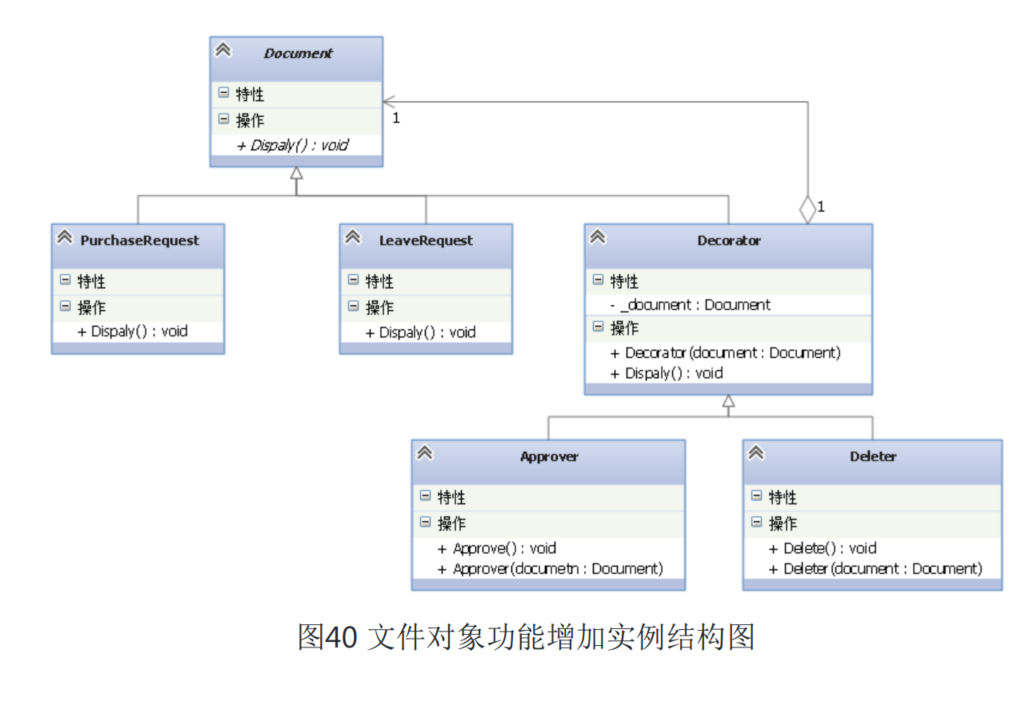 Document
特性
操作
+ Dispaly() : void
1
1
PurchaseRequest
特性
操作
+ Dispaly() : void
LeaveRequest
特性
操作
+ Dispaly() : void
Decorator
特性
- _document : Document
操作
+ Decorator(document : Document)
+ Dispaly() : void
Approver
特性
操作
+ Approve() : void
+ Approver(documetn : Document)
Deleter
特性
操作
+ Delete() : void
+ Deleter(document : Document)
图40 文件对象功能增加实例结构图